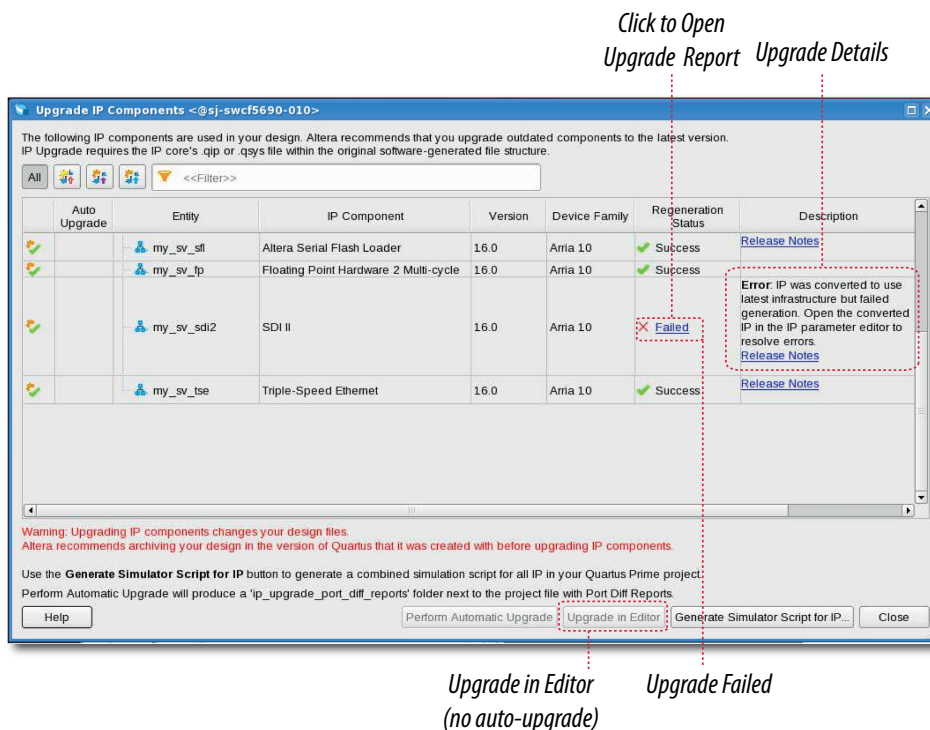 Click to Open
Upgrade Report Upgrade Details
Upgrade IP Components <@sj-swcf5690-010>
The following IP components are used in your design. Altera recommends that you upgrade outdated components to the latest version.
IP Upgrade requires the IP core's .qip or .qsys file within the original software-generated file structure.
All <<Filter>>
Auto Upgrade Entity IP Component Version Device Family Regeneration Status Description
my_sv_sfl Altera Serial Flash Loader 16.0 Arria 10 Success Release Notes
my_sv_fp Floating Point Hardware 2 Multi-cycle 16.0 Arria 10 Success
my_sv_sdi2 SDI II 16.0 Arria 10 Failed
Error: IP was converted to use
latest infrastructure but failed
generation. Open the converted
IP in the IP parameter editor to
resolve errors.
Release Notes
my_sv_tse Triple-Speed Ethernet 16.0 Arria 10 Success Release Notes
Warning: Upgrading IP components changes your design files.
Altera recommends archiving your design in the version of Quartus that it was created with before upgrading IP components.
Use the Generate Simulator Script for IP button to generate a combined simulation script for all IP in your Quartus Prime project.
Perform Automatic Upgrade will produce a 'ip_upgrade_port_diff_reports' folder next to the project file with Port Diff Reports.
Help Perform Automatic Upgrade Upgrade in Editor Generate Simulator Script for IP... Close
Upgrade in Editor Upgrade Failed
(no auto-upgrade)